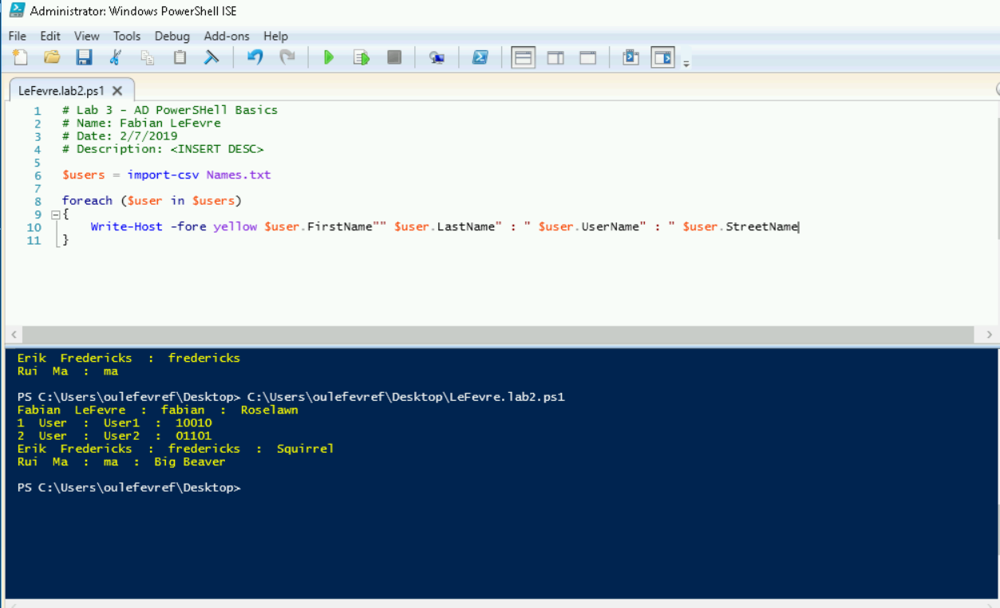 Administrator: Windows PowerShell ISE
File Edit View Tools Debug Add-ons Help
LeFevre.lab2.ps1
1 # Lab 3 - AD PowerSHell Basics
2 # Name: Fabian LeFevre
3 # Date: 2/7/2019
4 # Description: <INSERT DESC>
5
6 $users = import-csv Names.txt
7
8 foreach ($user in $users)
9 {
10 Write-Host -fore yellow $user.FirstName"" $user.LastName" : " $user.UserName" : " $user.StreetName
11 }
Erik Fredericks : fredericks
Rui Ma : ma
PS C:\Users\oulefevref\Desktop> C:\Users\oulefevref\Desktop\LeFevre.lab2.ps1
Fabian LeFevre : fabian : Roselawn
1 User : User1 : 10010
2 User : User2 : 01101
Erik Fredericks : fredericks : Squirrel
Rui Ma : ma : Big Beaver
PS C:\Users\oulefevref\Desktop>